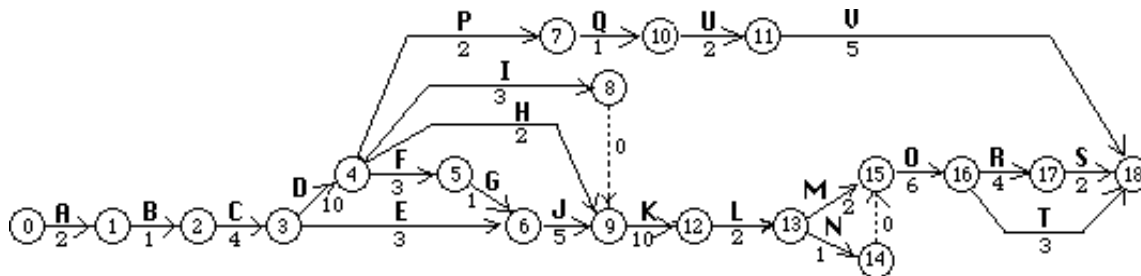 P Q U V
7 10 11
2 1 2 5
I
8
3
H
2 0
4 F 5 G 15 O 16 R 17 S 18
D 3 M 6 4 2
10 1 2
0 A 1 B 2 C 3 E 6 J 9 K 12 L 13 N 0 T
2 1 4 3 5 10 2 1 14 3